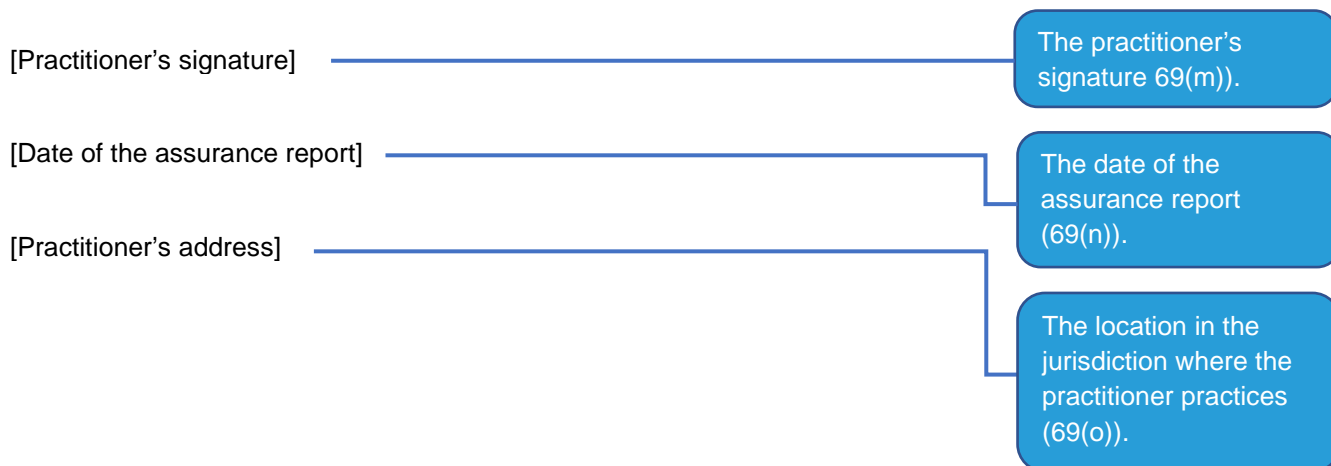 [Practitioner’s signature]
The practitioner’s
signature 69(m)).
[Date of the assurance report]
The date of the
assurance report
(69(n)).
[Practitioner’s address]
The location in the
jurisdiction where the
practitioner practices
(69(o)).